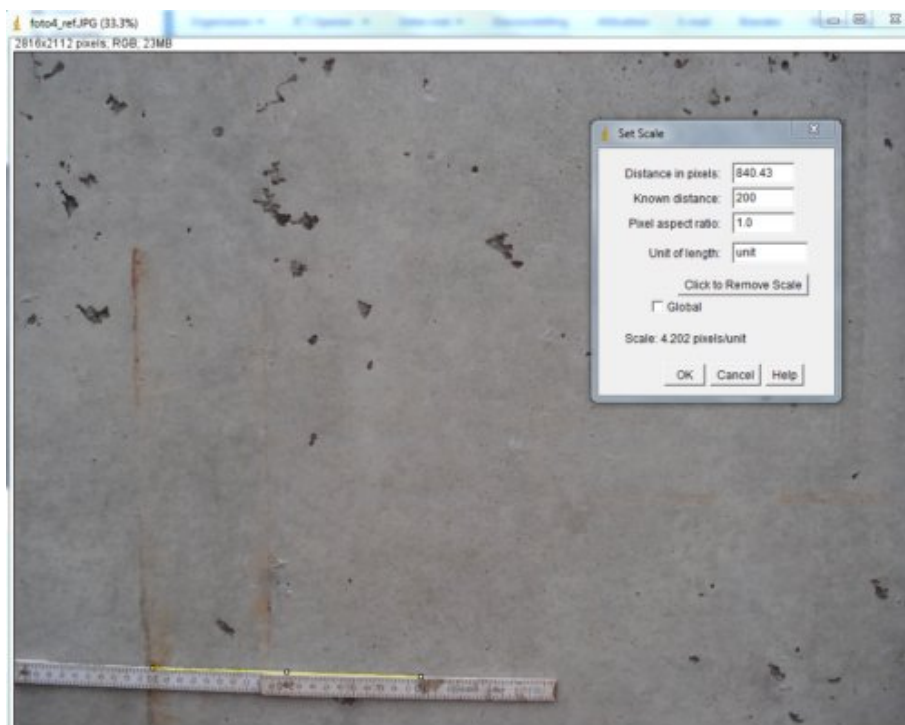 foto4_ref.JPG (33.3%)
2816x2112 pixels; RGB; 23MB
Set Scale
Distance in pixels: 840.43
Known distance: 200
Pixel aspect ratio: 1.0
Unit of length: unit
Click to Remove Scale
Global
Scale: 4.202 pixels/unit
OK Cancel Help